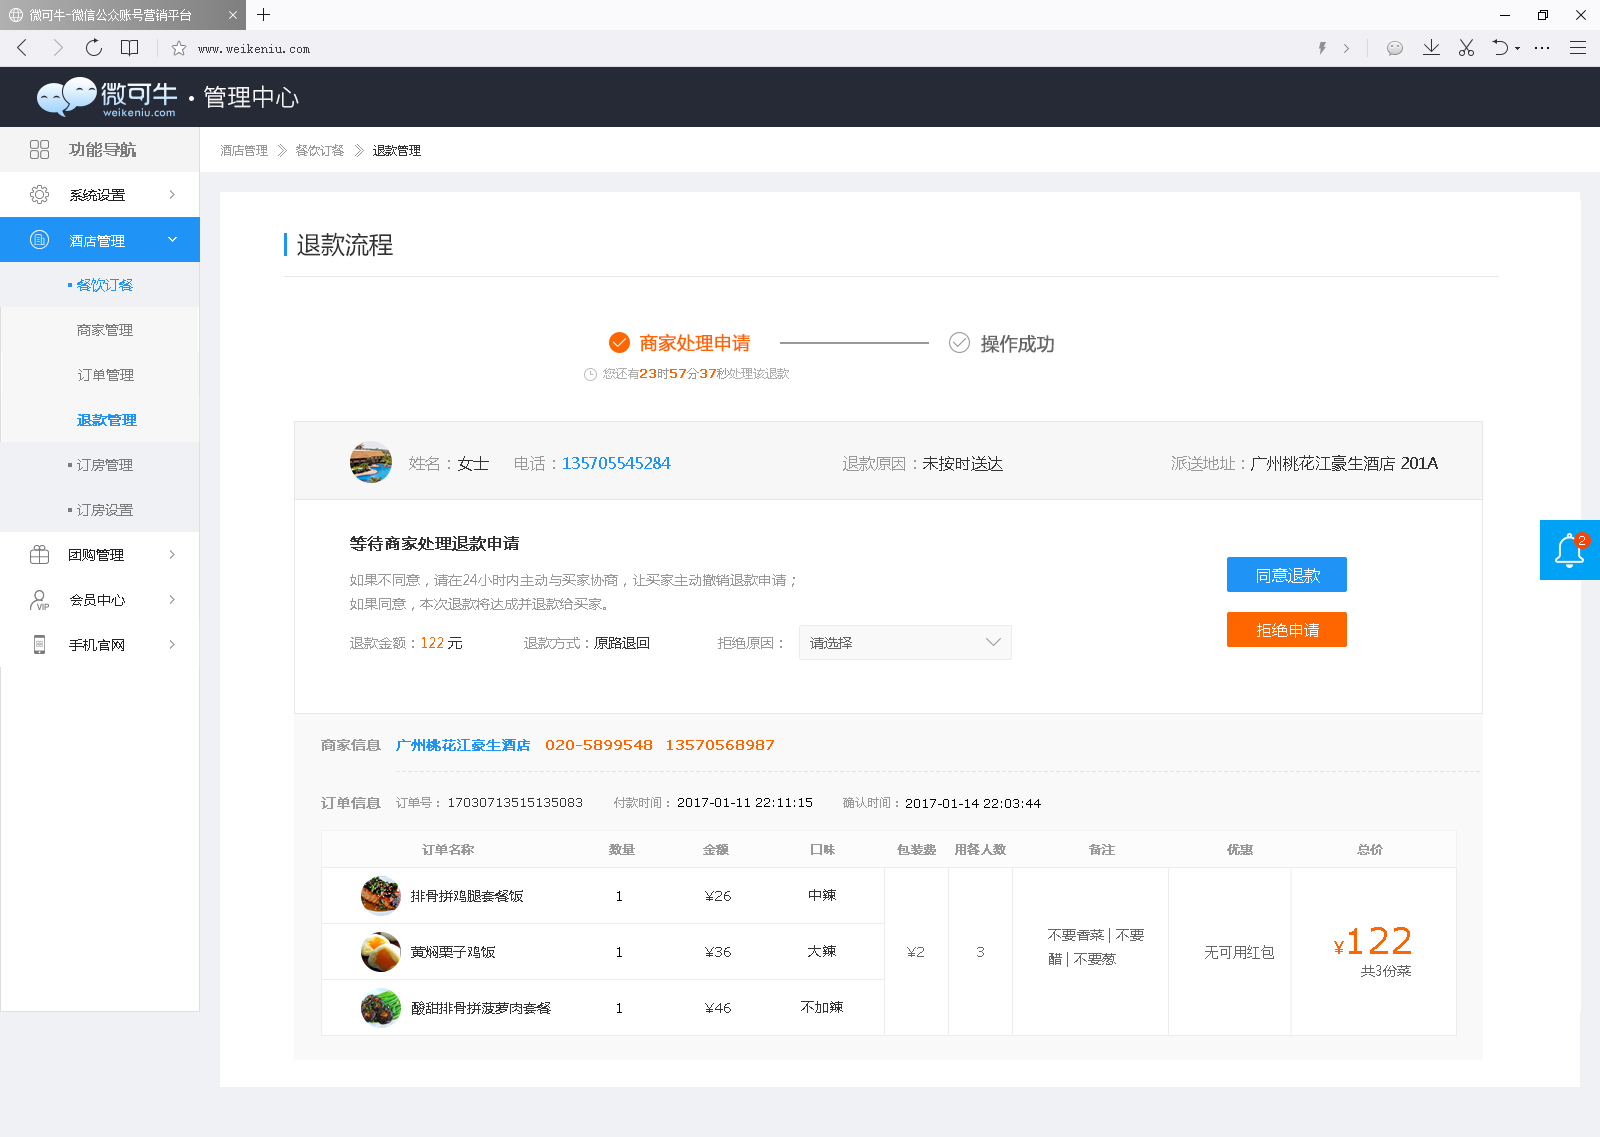 微可牛-微信公众账号营销平台
www.weikeniu.com
微可牛 weikeniu.com · 管理中心
功能导航
系统设置
酒店管理
餐饮订餐
商家管理
订单管理
退款管理
订房管理
订房设置
团购管理
VIP 会员中心
手机官网
酒店管理 餐饮订餐 退款管理
退款流程
商家处理申请 操作成功
您还有23时57分37秒处理该退款
姓名：女士 电话：135705545284 退款原因：未按时送达 派送地址：广州桃花江豪生酒店 201A
等待商家处理退款申请
如果不同意，请在24小时内主动与买家协商，让买家主动撤销退款申请；
如果同意，本次退款将达成并退款给买家。
退款金额：122 元 退款方式：原路退回 拒绝原因： 请选择
同意退款
拒绝申请
2
商家信息 广州桃花江豪生酒店 020-5899548 13570568987
订单信息 订单号：17030713515135083 付款时间：2017-01-11 22:11:15 确认时间：2017-01-14 22:03:44
订单名称 数量 金额 口味 包装费 用餐人数 备注 优惠 总价
排骨拼鸡腿套餐饭 1 ¥26 中辣
黄焖栗子鸡饭 1 ¥36 大辣
酸甜排骨拼菠萝肉套餐 1 ¥46 不加辣
¥2 3
不要香菜 | 不要
醋 | 不要葱
无可用红包
¥122
共3份菜